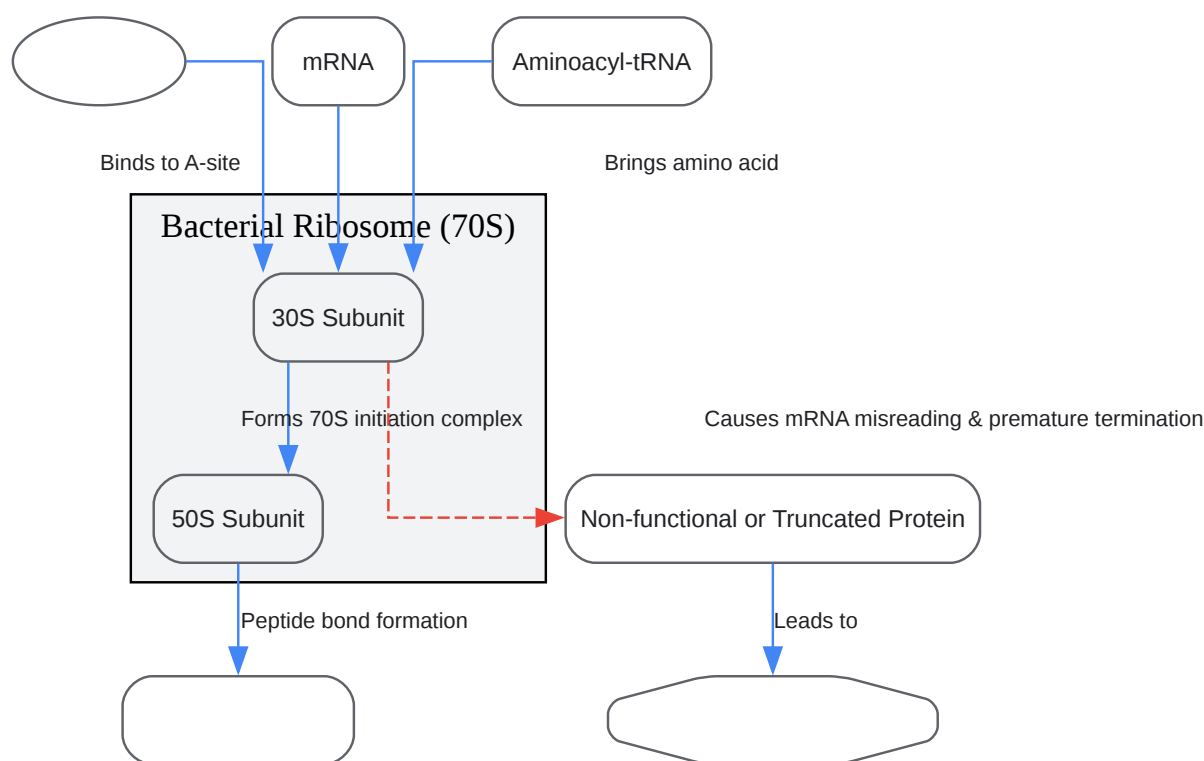 mRNA
Aminoacyl-tRNA
Binds to A-site
Brings amino acid
Bacterial Ribosome (70S)
30S Subunit
Forms 70S initiation complex
Causes mRNA misreading & premature termination
50S Subunit
Non-functional or Truncated Protein
Peptide bond formation
Leads to